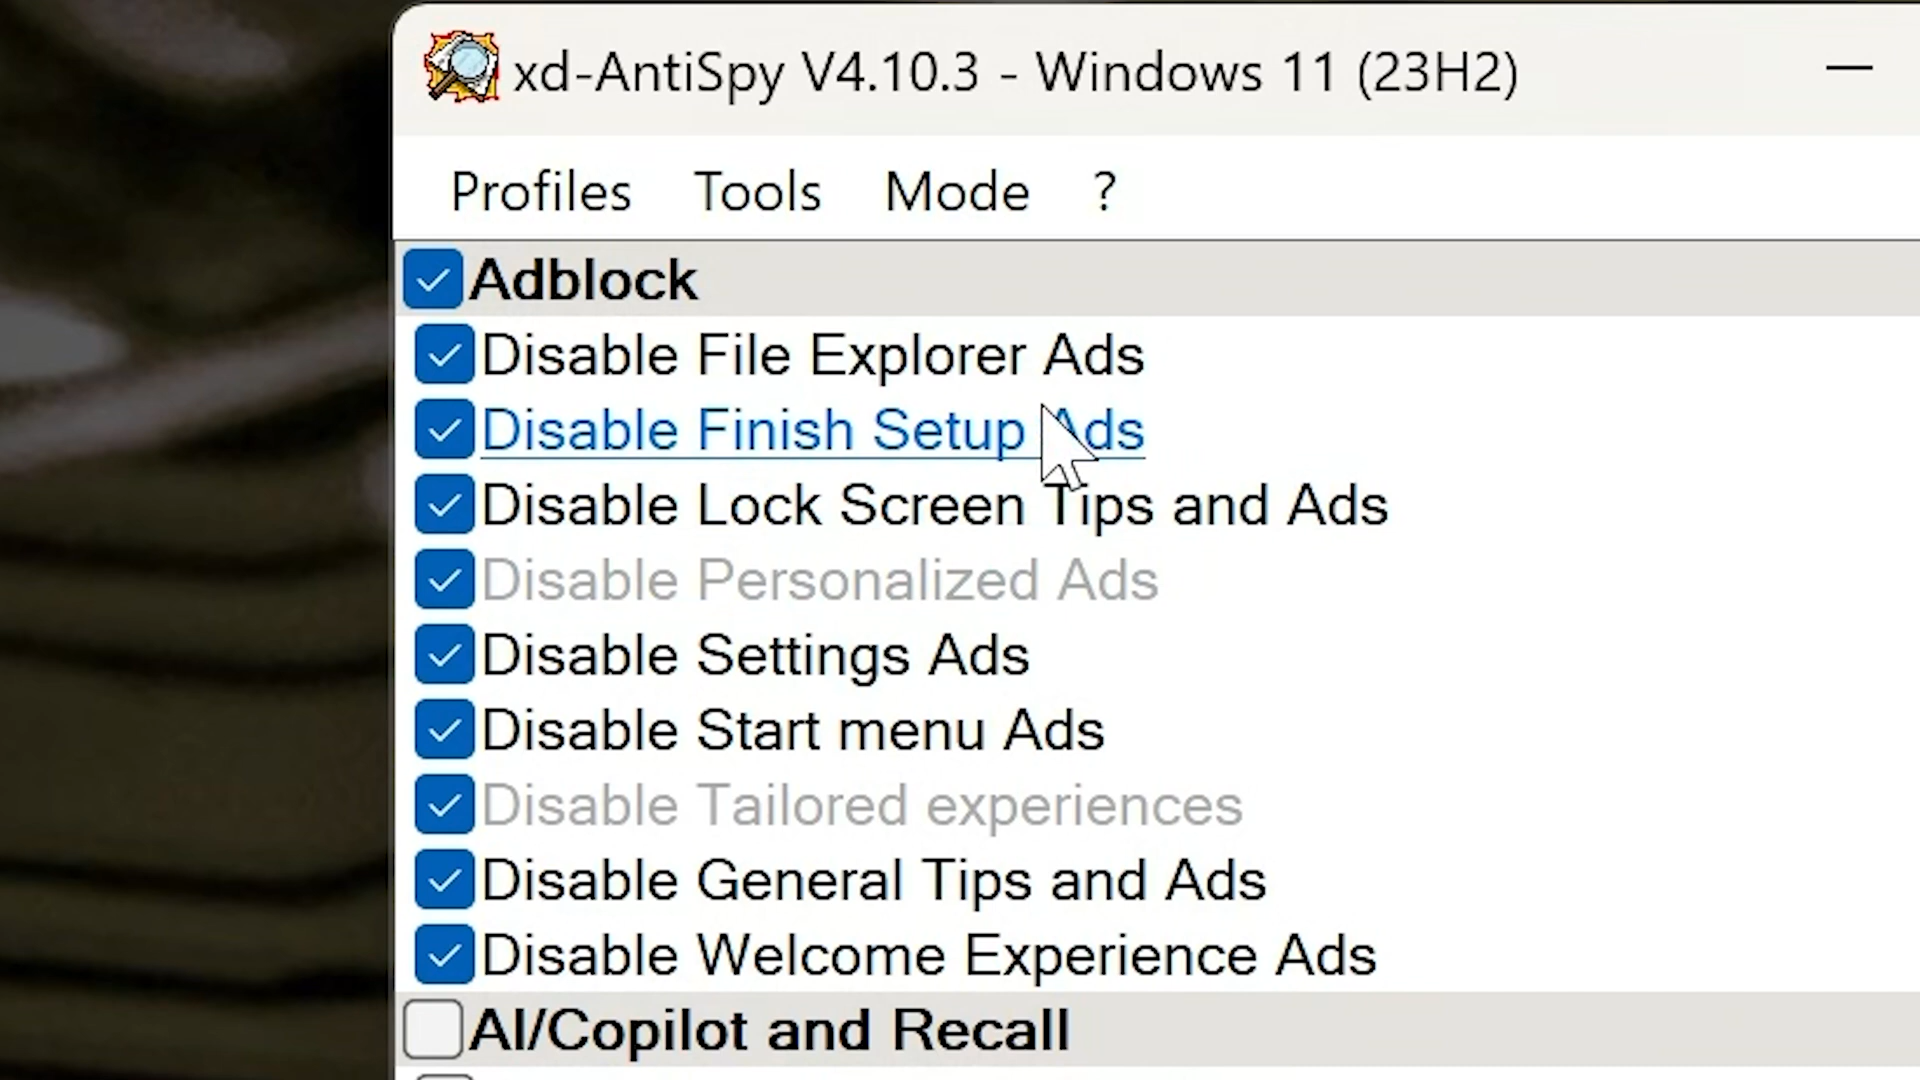 xd-AntiSpy V4.10.3 - Windows 11 (23H2)
Profiles Tools Mode ?
Adblock
Disable File Explorer Ads
Disable Finish Setup Ads
Disable Lock Screen Tips and Ads
Disable Personalized Ads
Disable Settings Ads
Disable Start menu Ads
Disable Tailored experiences
Disable General Tips and Ads
Disable Welcome Experience Ads
AI/Copilot and Recall